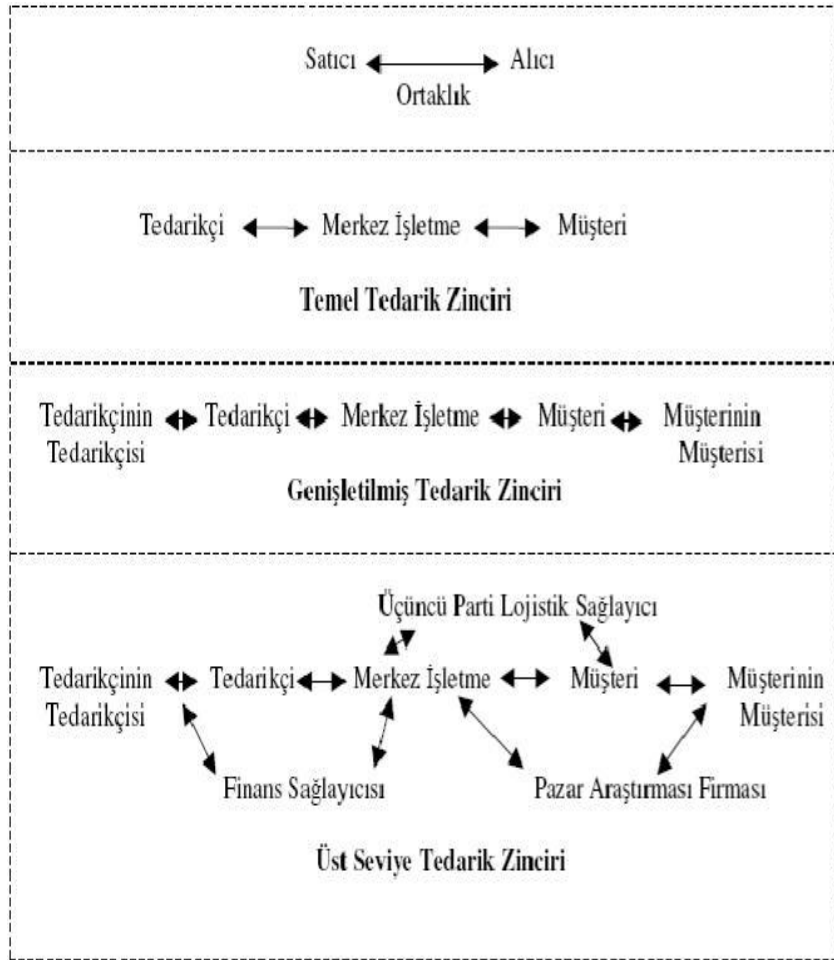 Satıcı Alıcı
Ortaklık
Tedarikçi Merkez İşletme Müşteri
Temel Tedarik Zinciri
Tedarikçinin Tedarikçi Merkez İşletme Müşteri Müşterinin
Tedarikçisi Müşterisi
Genişletilmiş Tedarik Zinciri
Üçüncü Parti Lojistik Sağlayıcı
Tedarikçinin Tedarikçi Merkez İşletme Müşteri Müşterinin
Tedarikçisi Müşterisi
Finans Sağlayıcısı Pazar Araştırması Firması
Üst Seviye Tedarik Zinciri